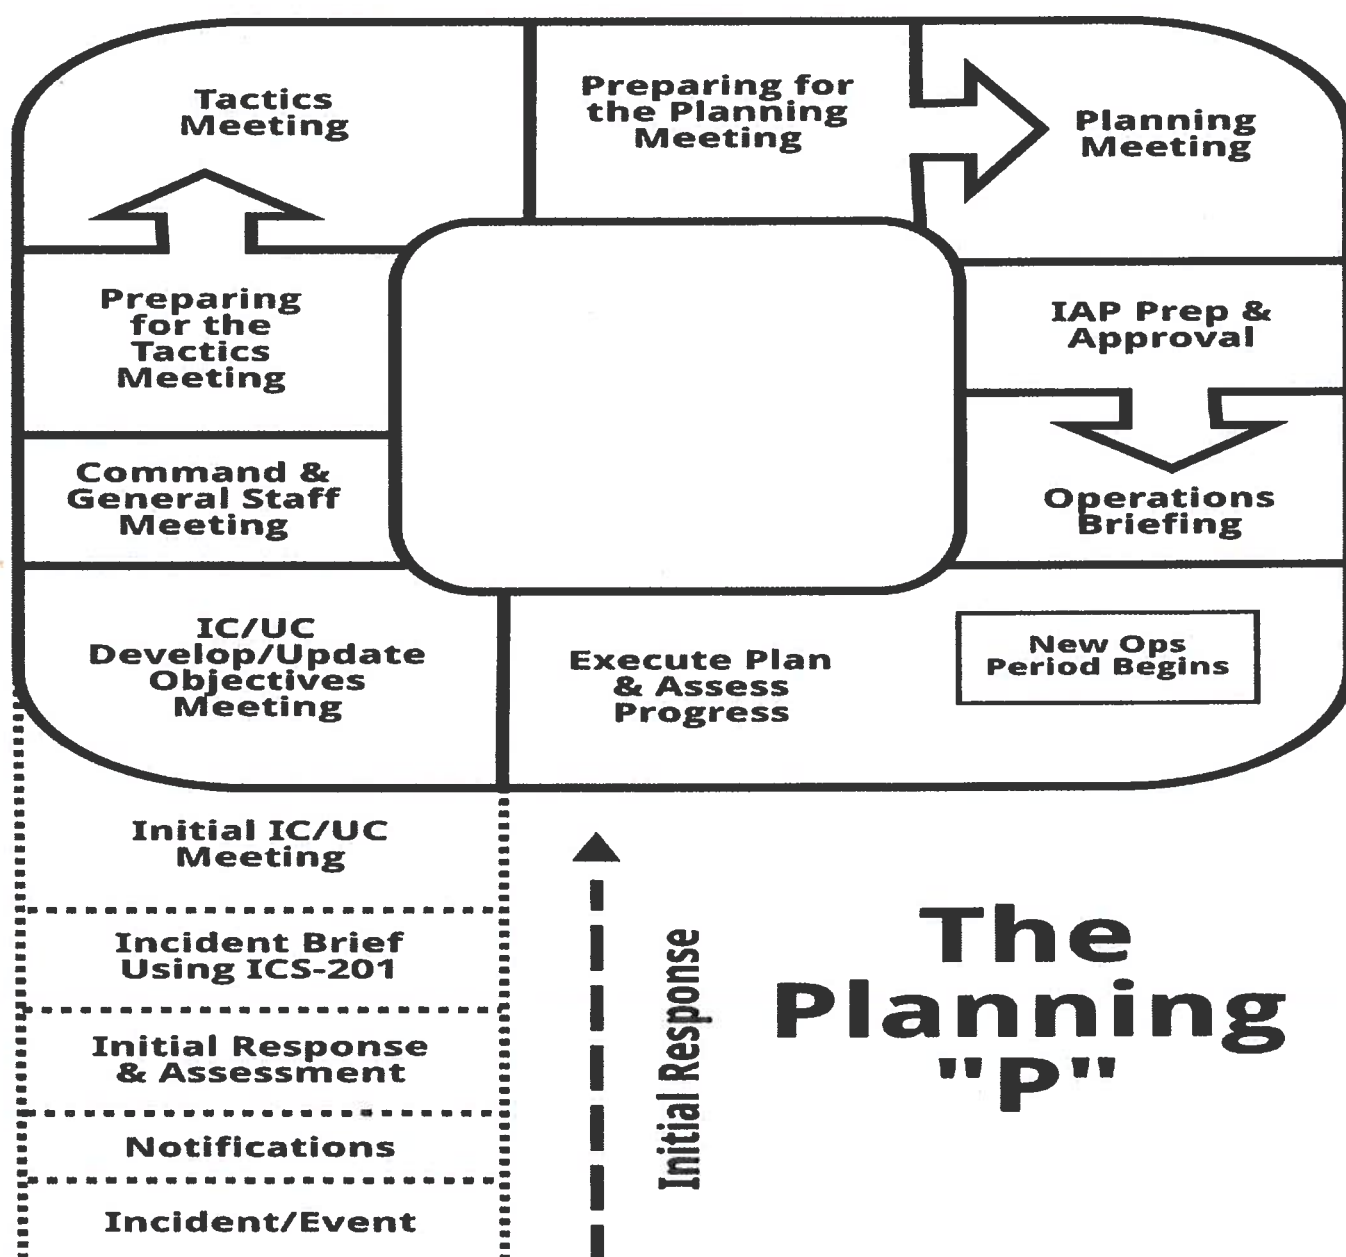 Tactics
Meeting
Preparing for
the Planning
Meeting
Planning
Meeting
Preparing
for the
Tactics
Meeting
IAP Prep &
Approval
Command &
General Staff
Meeting
Operations
Briefing
IC/UC
Develop/Update
Objectives
Meeting
Execute Plan
& Assess
Progress
New Ops
Period Begins
Initial IC/UC
Meeting
Incident Brief
Using ICS-201
Initial Response
& Assessment
Notifications
Incident/Event
Initial Response
The
Planning
"P"